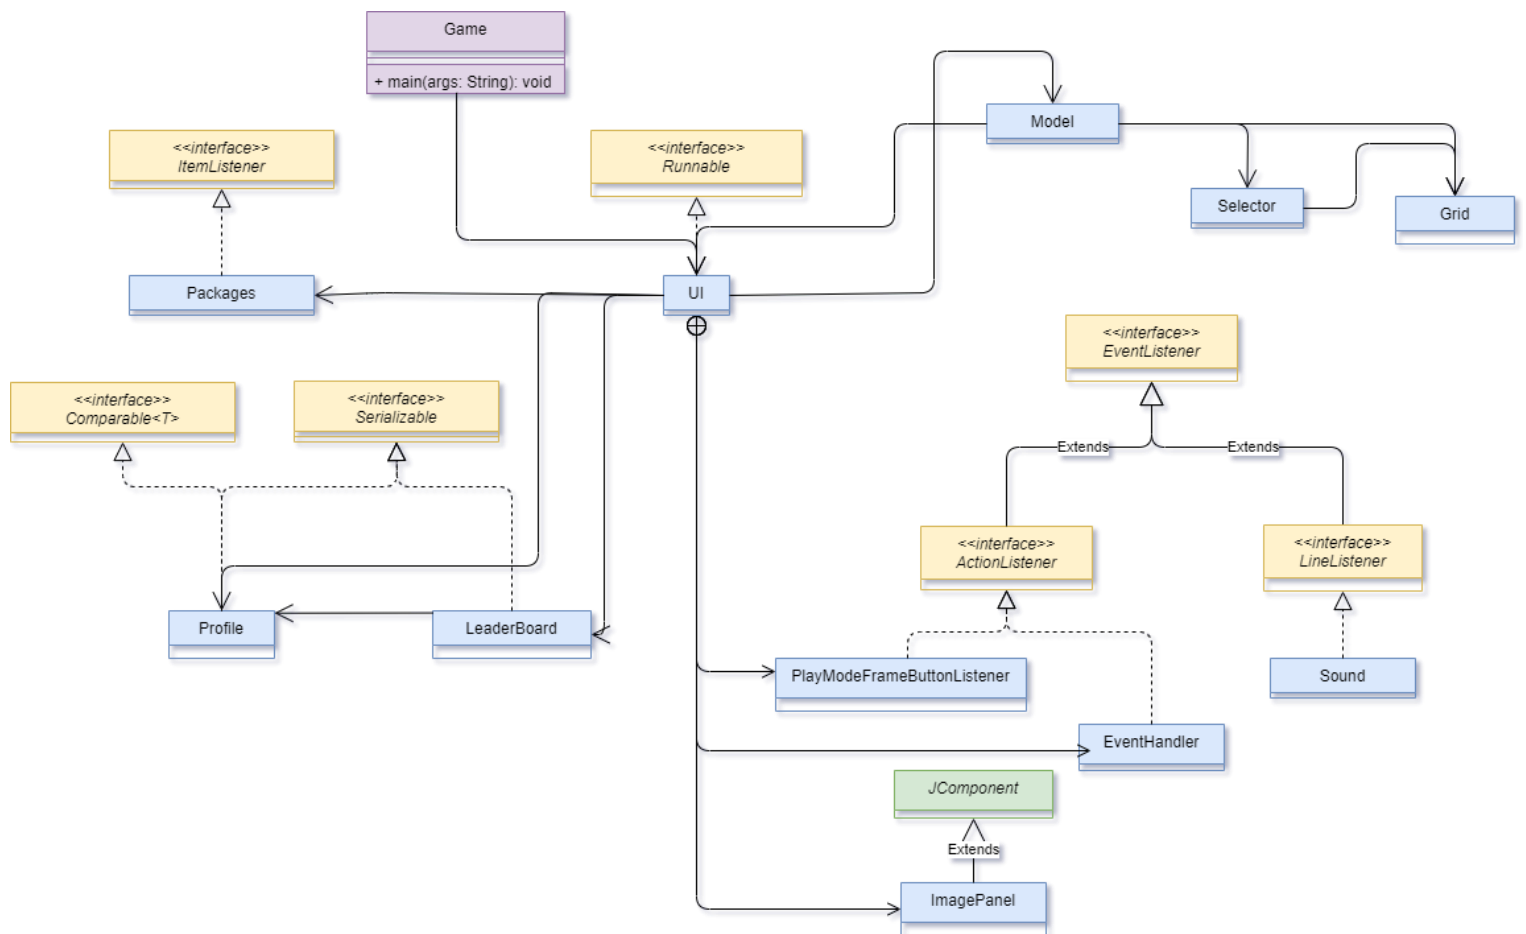 Game
+ main(args: String): void
<<interface>>
ItemListener
<<interface>>
Runnable
Model
Selector
Grid
Packages
UI
<<interface>>
EventListener
<<interface>>
Comparable<T>
<<interface>>
Serializable
Extends
Extends
<<interface>>
ActionListener
<<interface>>
LineListener
Profile
LeaderBoard
PlayModeFrameButtonListener
Sound
EventHandler
JComponent
Extends
ImagePanel